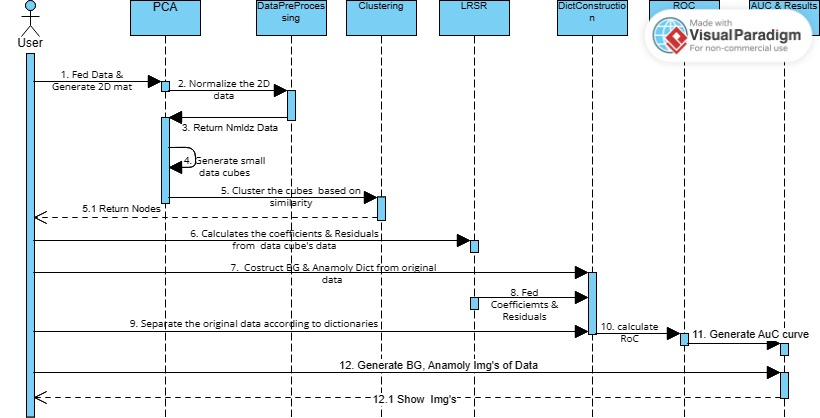 PCA
DataPreProces
sing
Clustering
LRSR
DictConstructio
n
ROC
AUC & Results
Made with
VisualParadigm
For non-commercial use
User
1. Fed Data &
Generate 2D mat
2. Normalize the 2D
data
3. Return Nmldz Data
4. Generate small
data cubes
5. Cluster the cubes based on
similarity
5.1 Return Nodes
6. Calculates the coefficients & Residuals
from data cube's data
7. Costruct BG & Anamoly Dict from original
data
8. Fed
Coefficiemts &
Residuals
9. Separate the original data according to dictionaries
10. calculate
RoC
11. Generate AuC curve
12. Generate BG, Anamoly Img's of Data
12.1 Show Img's